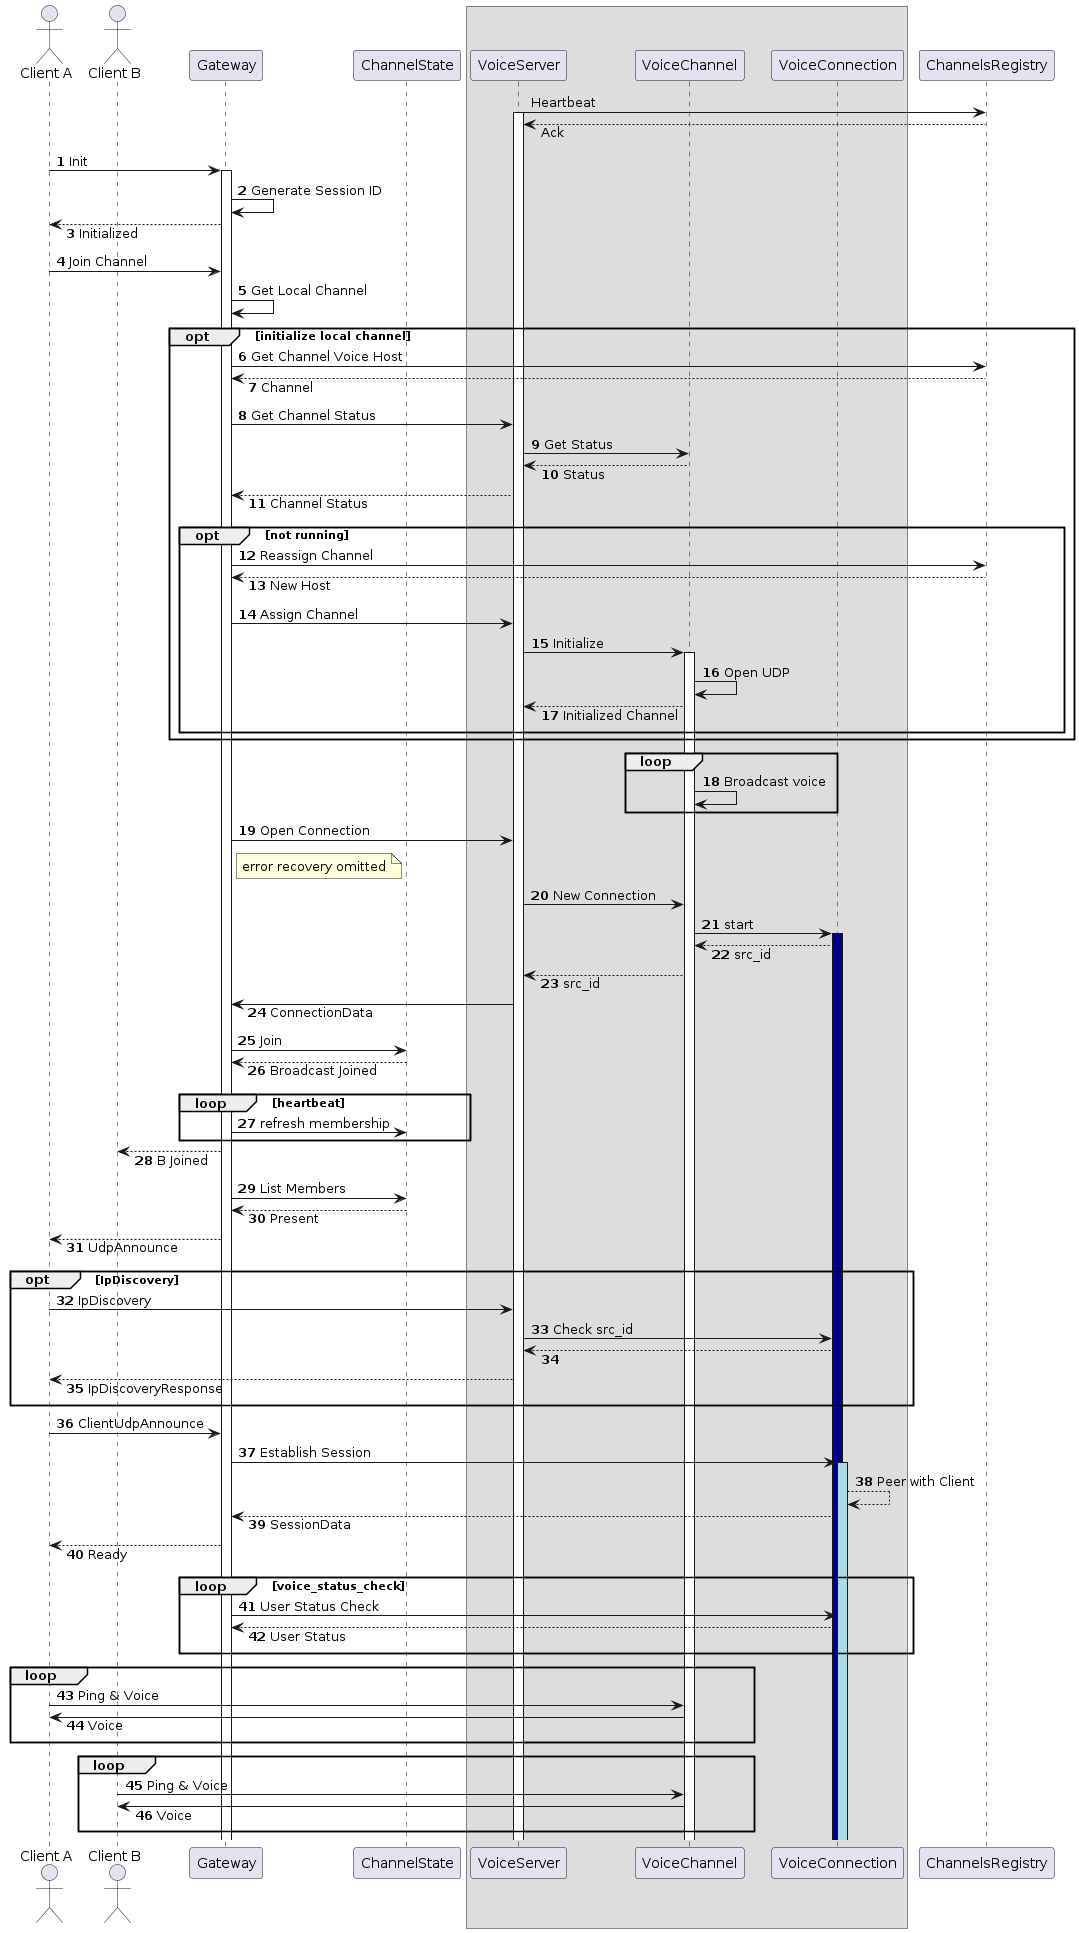 Client A
Client B
Gateway
ChannelState
VoiceServer
VoiceChannel
VoiceConnection
ChannelsRegistry
Heartbeat
Ack
1 Init
2 Generate Session ID
3 Initialized
4 Join Channel
5 Get Local Channel
opt [initialize local channel]
6 Get Channel Voice Host
7 Channel
8 Get Channel Status
9 Get Status
10 Status
11 Channel Status
opt [not running]
12 Reassign Channel
13 New Host
14 Assign Channel
15 Initialize
16 Open UDP
17 Initialized Channel
loop
18 Broadcast voice
19 Open Connection
error recovery omitted
20 New Connection
21 start
22 src_id
23 src_id
24 ConnectionData
25 Join
26 Broadcast Joined
loop [heartbeat]
27 refresh membership
28 B Joined
29 List Members
30 Present
31 UdpAnnounce
opt [IpDiscovery]
32 IpDiscovery
33 Check src_id
34
35 IpDiscoveryResponse
36 ClientUdpAnnounce
37 Establish Session
38 Peer with Client
39 SessionData
40 Ready
loop [voice_status_check]
41 User Status Check
42 User Status
loop
43 Ping & Voice
44 Voice
loop
45 Ping & Voice
46 Voice
Client A
Client B
Gateway
ChannelState
VoiceServer
VoiceChannel
VoiceConnection
ChannelsRegistry